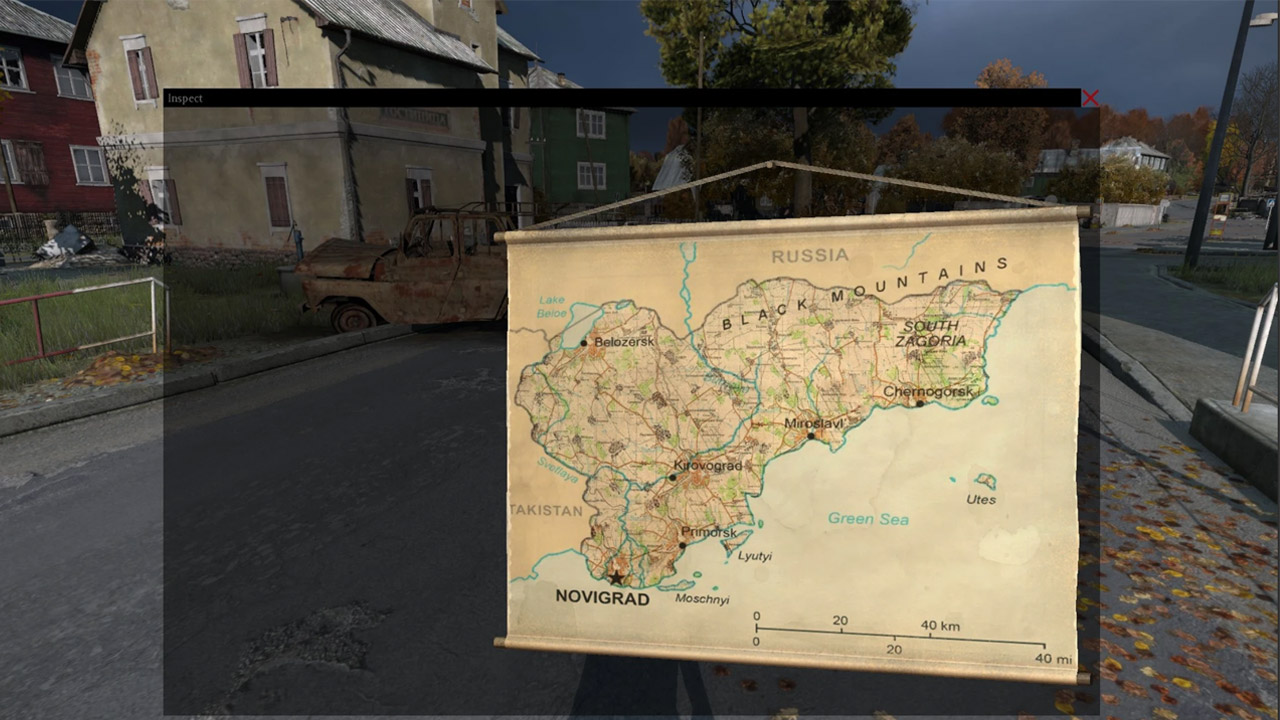 Inspect
RUSSIA
BLACK MOUNTAINS
Lake
Beloe
SOUTH
ZAGORIA
Belozersk
Chernogorsk
Miroslavl
Svetlaya
Kirovograd
Utes
TAKISTAN
Green Sea
Primorsk
Lyutyi
NOVIGRAD
Moschnyi
0 20 40 km
0 20 40 mi